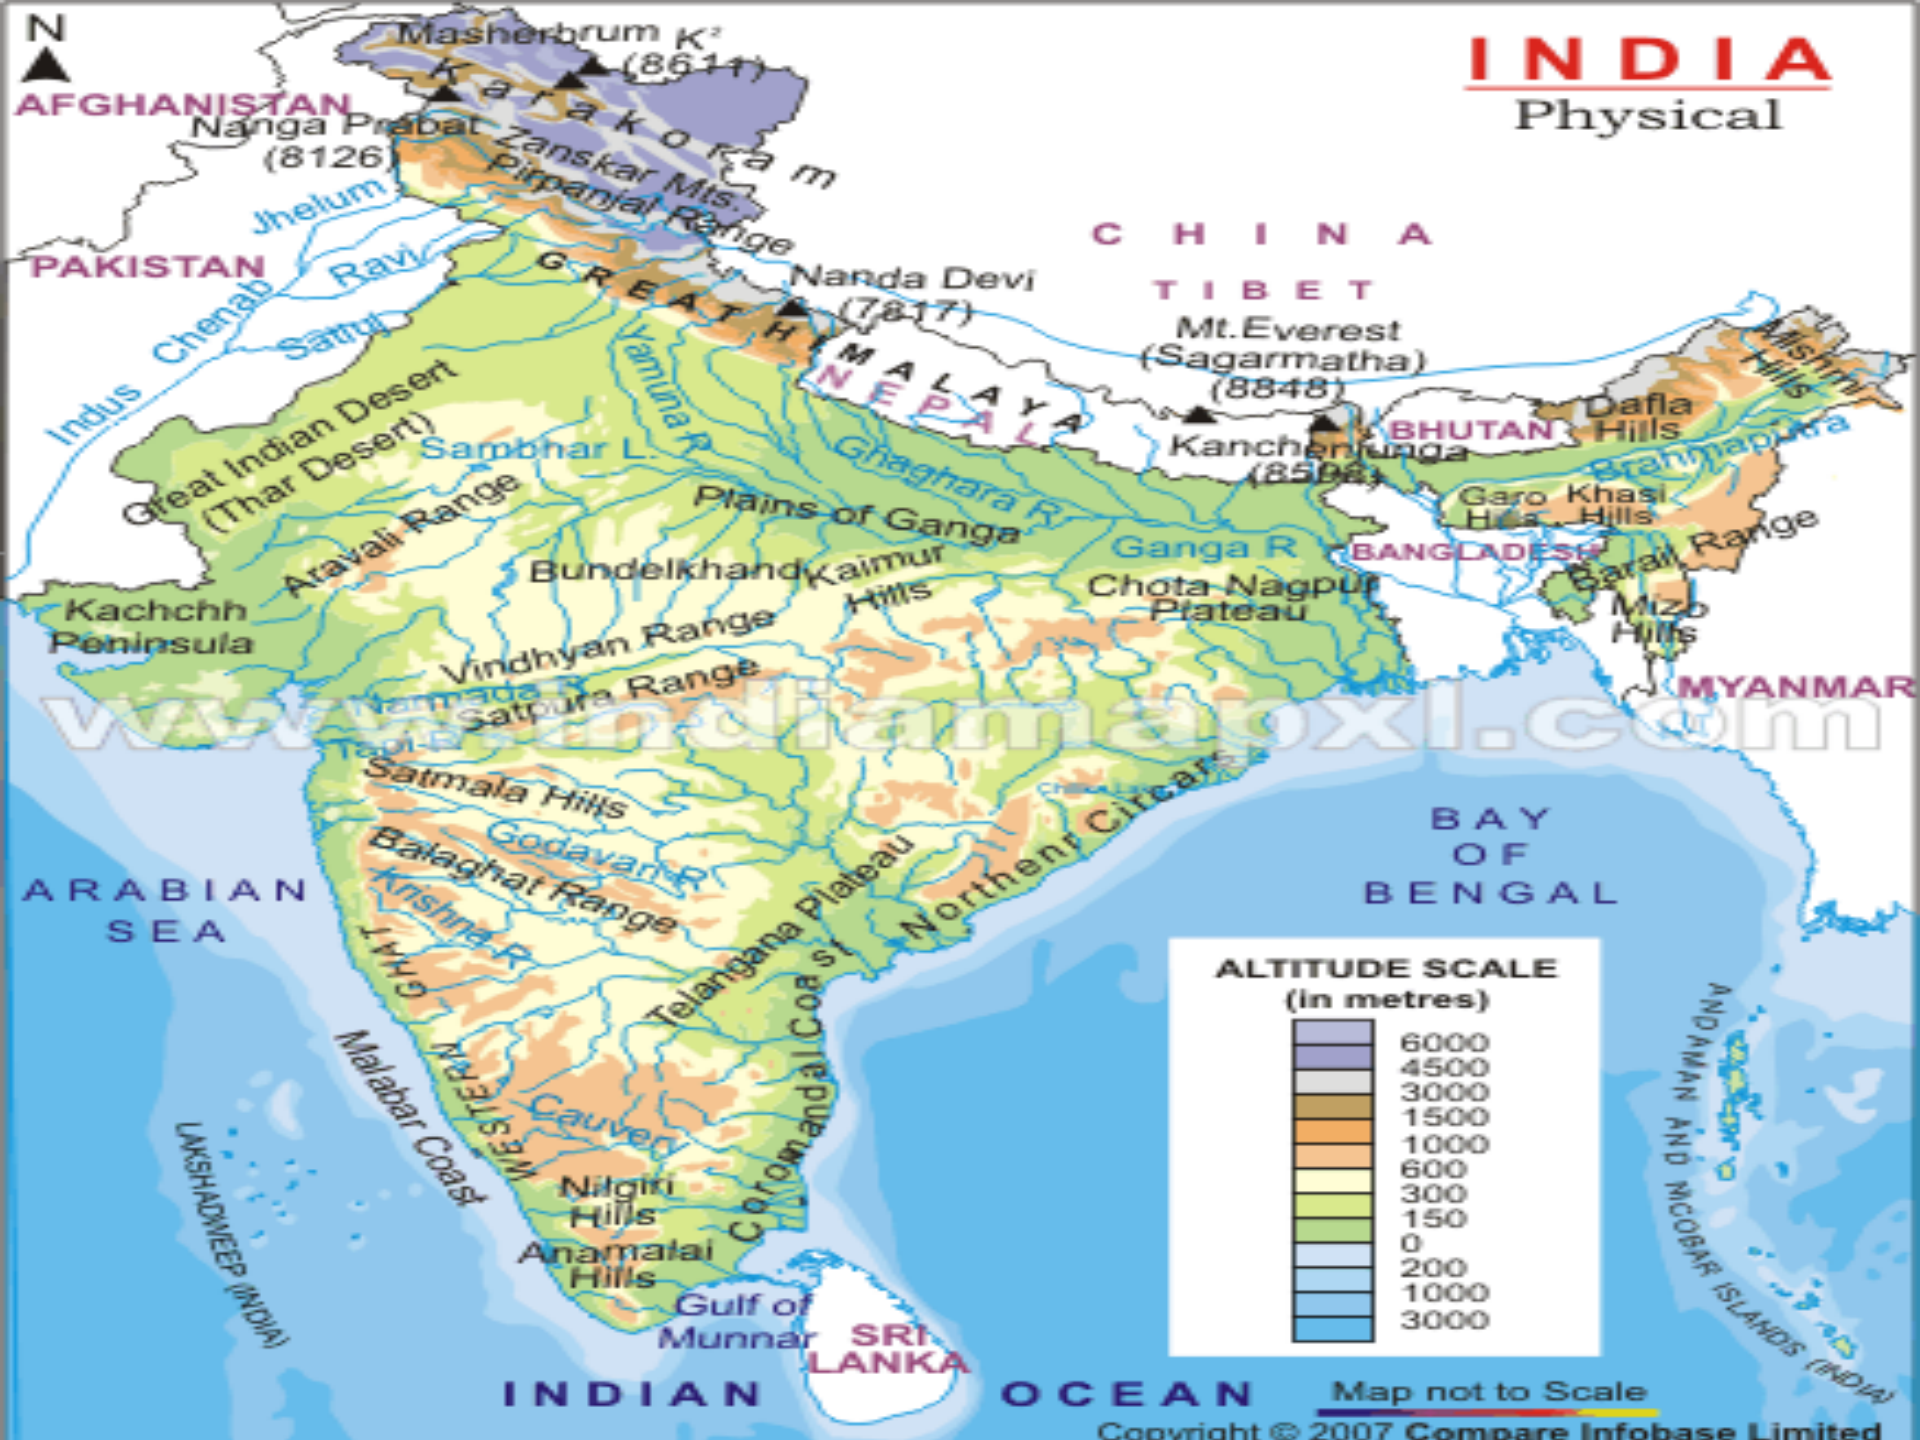 N
INDIA
Physical
Masherbrum K²
(8611)
Karakoram
AFGHANISTAN
Nanga Prabat
(8126)
Zanskar Mts.
Pirpanjal Range
Jhelum
PAKISTAN
Ravi
Chenab
Satluj
Indus
CHINA
TIBET
GREAT HIMALAYA
Nanda Devi
(7817)
Mt.Everest
(Sagarmatha)
(8848)
NEPAL
Kanchenjunga
BHUTAN
Dafla
Hills
Mishmi
Hills
Brahmaputra
Great Indian Desert
(Thar Desert)
Sambhar L.
Yamuna R
Ghaghara R
Aravali Range
Plains of Ganga
Ganga R
Garo
Hills
Khasi
Hills
BANGLADESH
Barail Range
Mizo
Hills
MYANMAR
Bundelkhand
Kaimur
Hills
Chota Nagpur
Plateau
Kachchh
Peninsula
Vindhyan Range
Narmada R
Satpura Range
Tapi R
www.indiamapxl.com
Satmala Hills
Godavari R
Balaghat Range
Krishna R
Telangana Plateau
Northenr Circars
ARABIAN
SEA
BAY
OF
BENGAL
WESTERN GHAT
Malabar Coast
Coromandal Coast
Cauvery
Nilgiri
Hills
Anamalai
Hills
LAKSHADWEEP (INDIA)
Gulf of
Munnar
SRI
LANKA
INDIAN OCEAN
ANDAMAN AND NICOBAR ISLANDS (INDIA)
ALTITUDE SCALE
(in metres)
6000
4500
3000
1500
1000
600
300
150
0
200
1000
3000
Map not to Scale
Copyright © 2007 Compare Infobase Limited